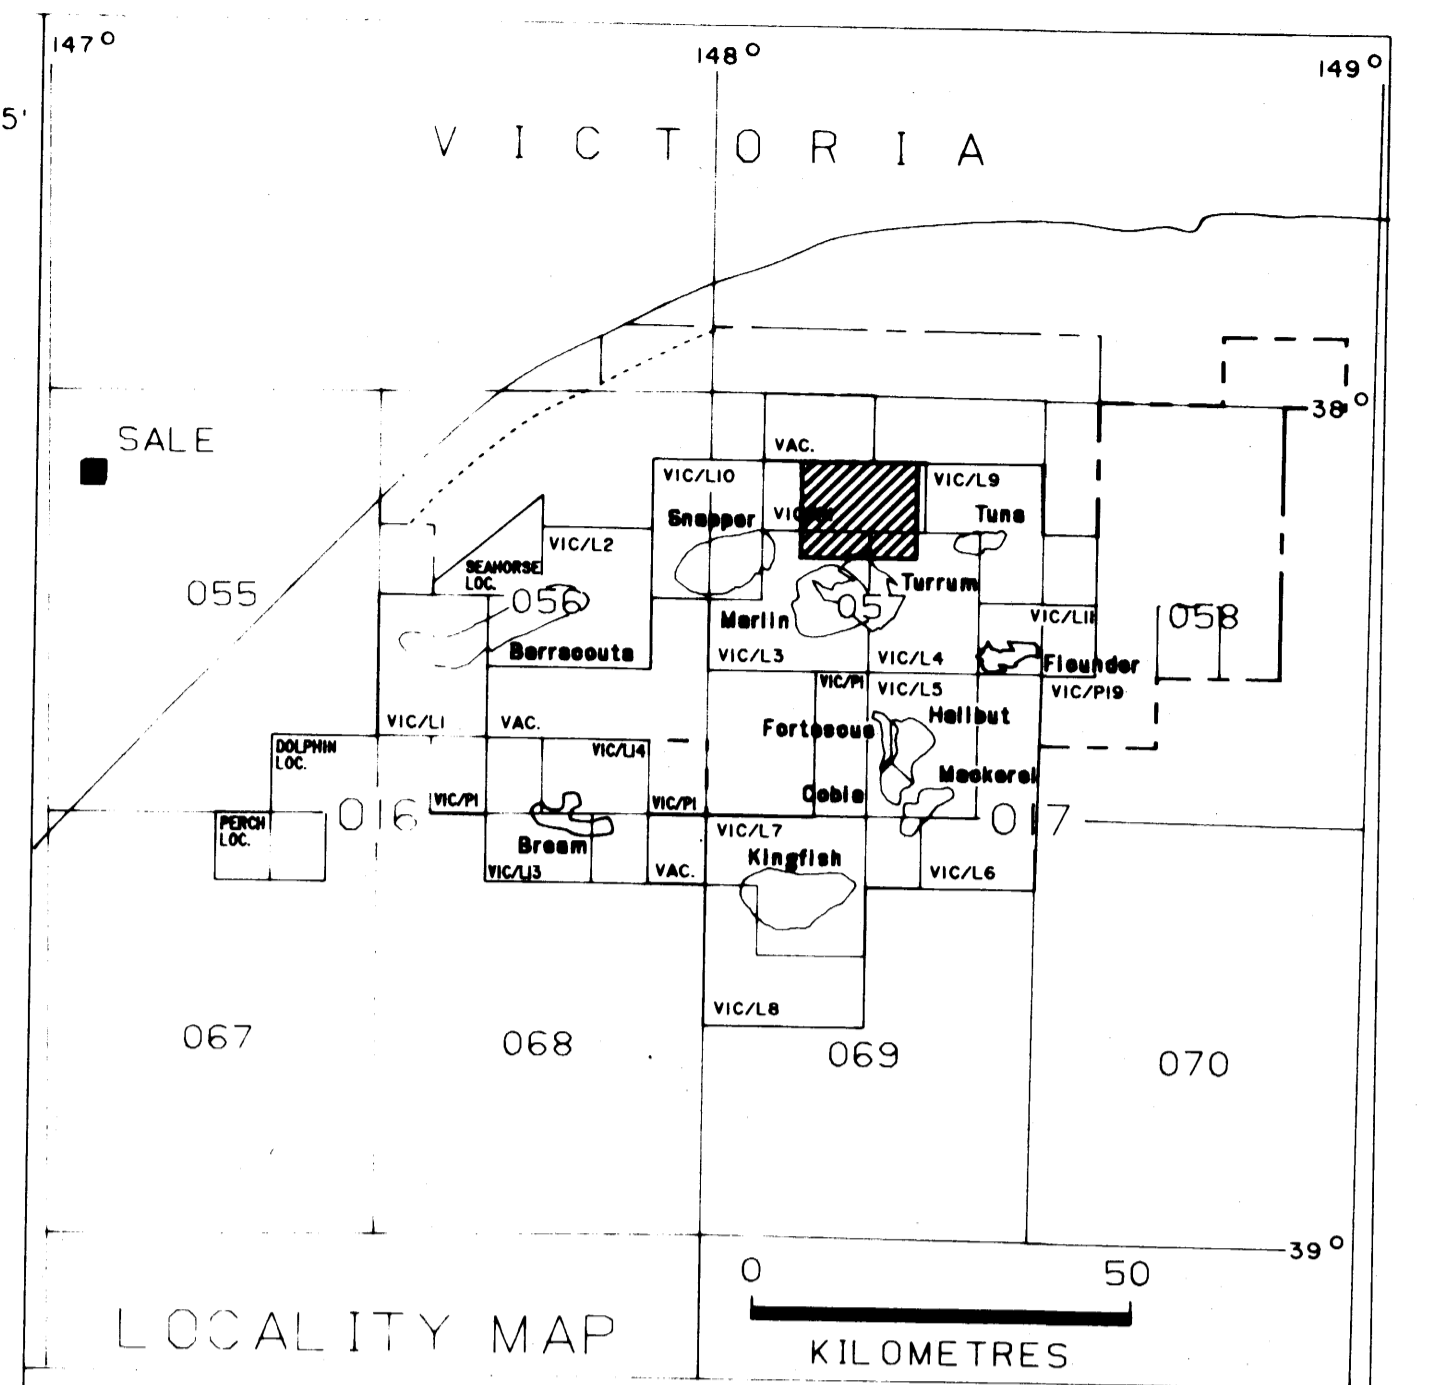 147°
148°
149°
5'
VICTORIA
38°
SALE
VAC.
VIC/L10
VIC/L9
Snapper
Tuna
VIC/L2
SEAHORSE
LOC.
055
056
Turrum
05
058
Marlin
VIC/L11
Barracouta
VIC/L3
VIC/L4
Flounder
VIC/P1
VIC/L5
VIC/P19
Halibut
VIC/L1
VAC.
Fortescue
DOLPHIN
LOC.
VIC/L14
Mackerel
Cobia
VIC/P1
VIC/P1
016
017
PERCH
LOC.
VIC/L7
Bream
Kingfish
VIC/L13
VAC.
VIC/L6
VIC/L8
067
068
069
070
39°
0 50
KILOMETRES
LOCALITY MAP